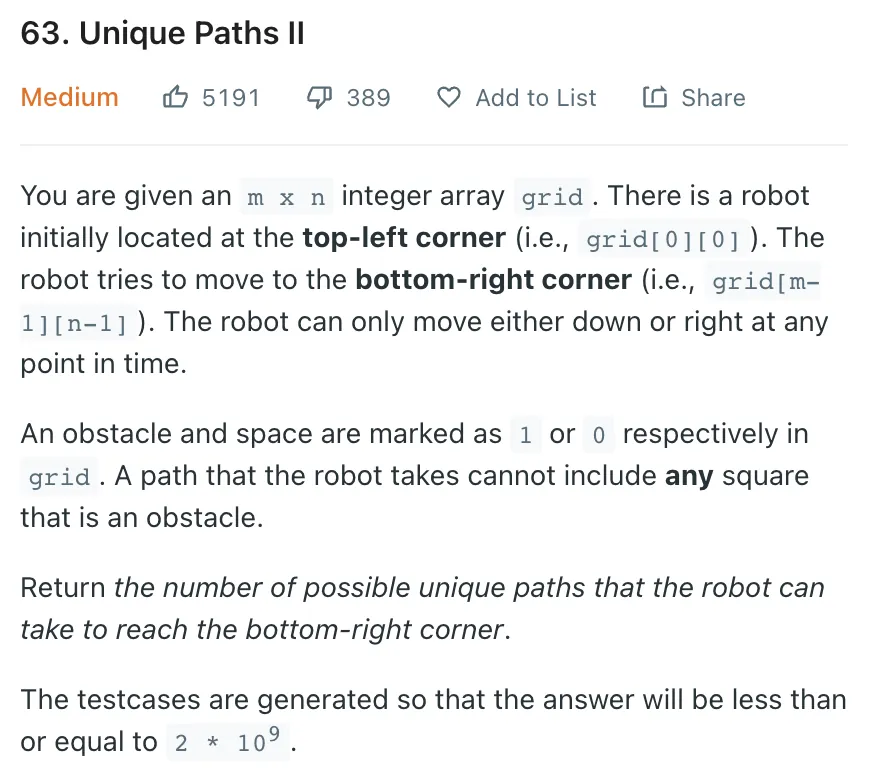 63. Unique Paths II
Medium 5191 389 Add to List Share
You are given an m x n integer array grid . There is a robot
initially located at the top-left corner (i.e., grid[0][0] ). The
robot tries to move to the bottom-right corner (i.e., grid[m-
1][n-1] ). The robot can only move either down or right at any
point in time.
An obstacle and space are marked as 1 or 0 respectively in
grid . A path that the robot takes cannot include any square
that is an obstacle.
Return the number of possible unique paths that the robot can
take to reach the bottom-right corner.
The testcases are generated so that the answer will be less than
or equal to 2 * 10⁹ .